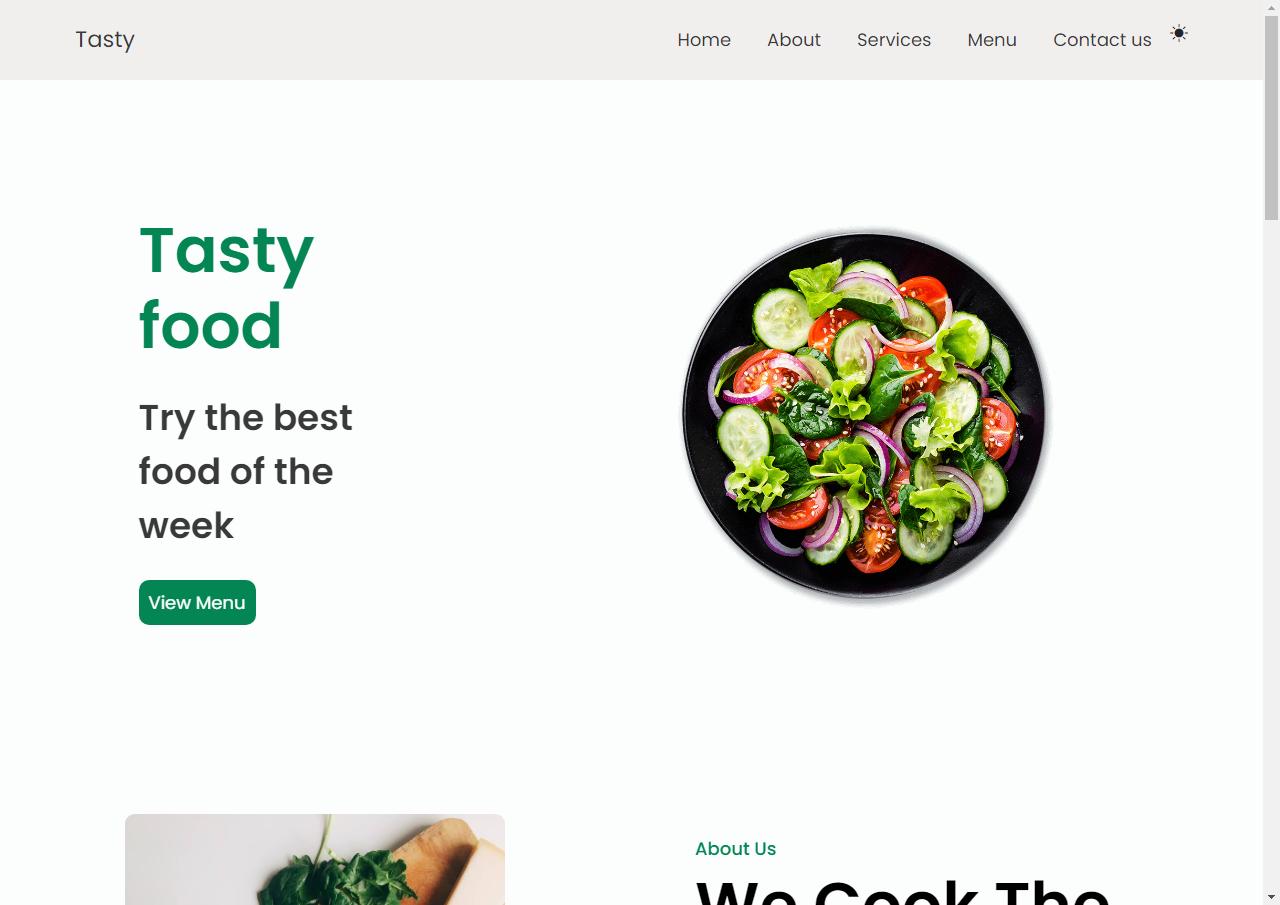 Tasty
Home About Services Menu Contact us
Tasty
food
Try the best
food of the
week
View Menu
About Us
We Cook The